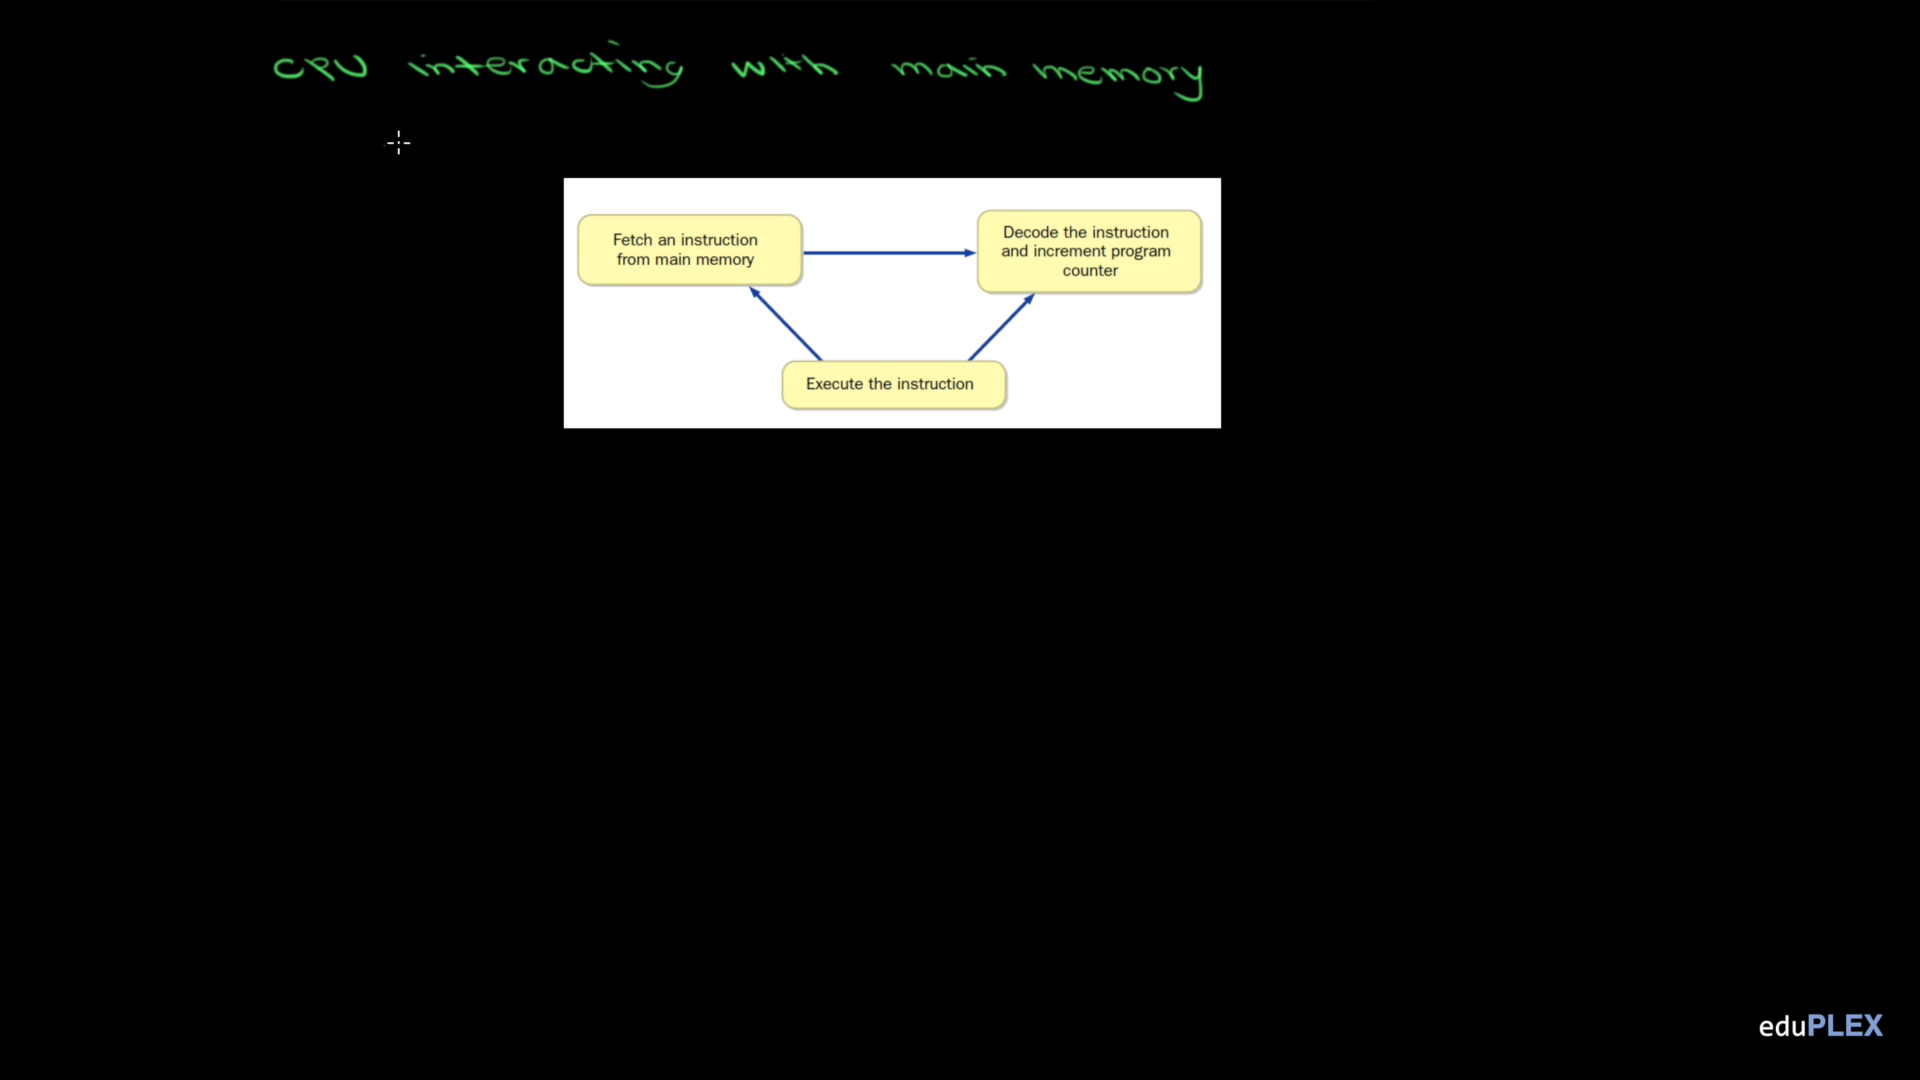 CPU interacting with main memory
Fetch an instruction
from main memory
Decode the instruction
and increment program
counter
Execute the instruction
eduPLEX